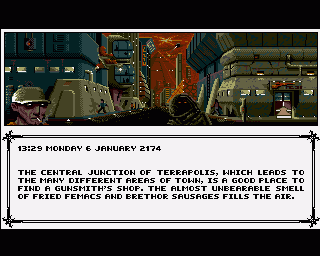 13:29 MONDAY 6 JANUARY 2174
THE CENTRAL JUNCTION OF TERRAPOLIS, WHICH LEADS TO
THE MANY DIFFERENT AREAS OF TOWN, IS A GOOD PLACE TO
FIND A GUNSMITH'S SHOP. THE ALMOST UNBEARABLE SMELL
OF FRIED FEMACS AND BRETHOR SAUSAGES FILLS THE AIR.